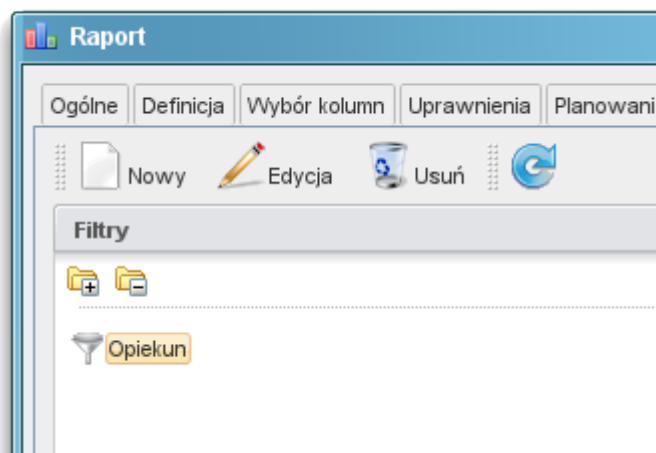 Raport
Ogólne Definicja Wybór kolumn Uprawnienia Planowani
Nowy Edycja Usuń
Filtry
Opiekun